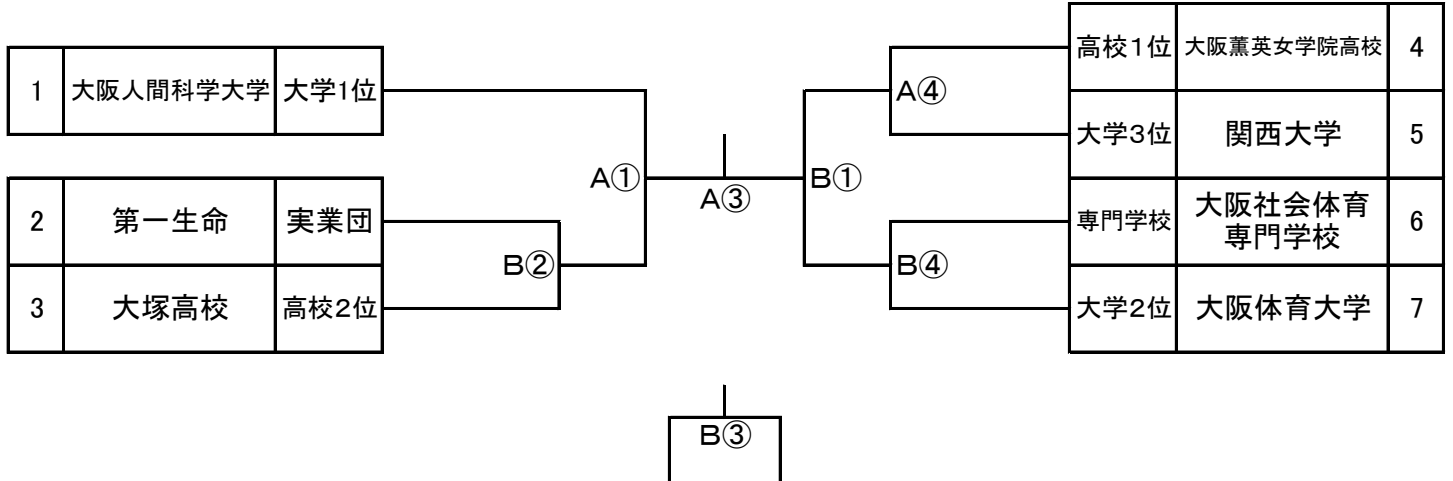 1 大阪人間科学大学 大学1位
2 第一生命 実業団
3 大塚高校 高校2位
A①
B②
A③
B①
A④
B④
高校1位 大阪薫英女学院高校 4
大学3位 関西大学 5
専門学校 大阪社会体育
専門学校 6
大学2位 大阪体育大学 7
B③